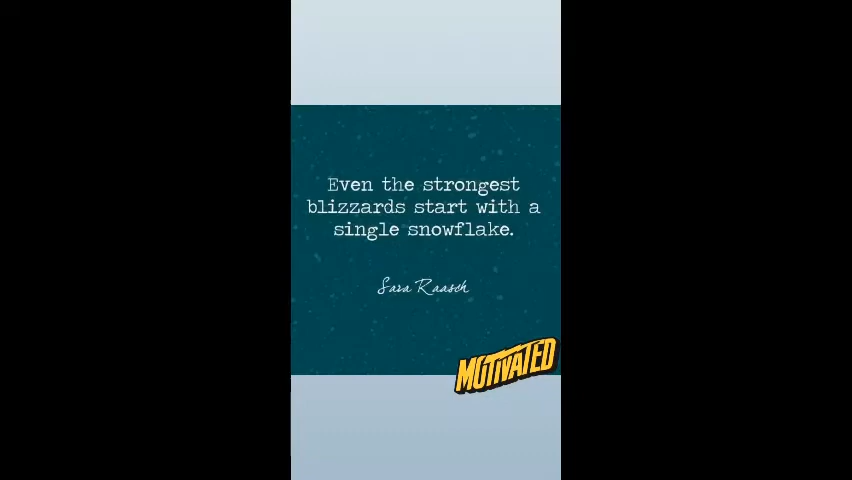 Even the strongest
blizzards start with a
single snowflake.
Sara Raasch
MOTIVATED